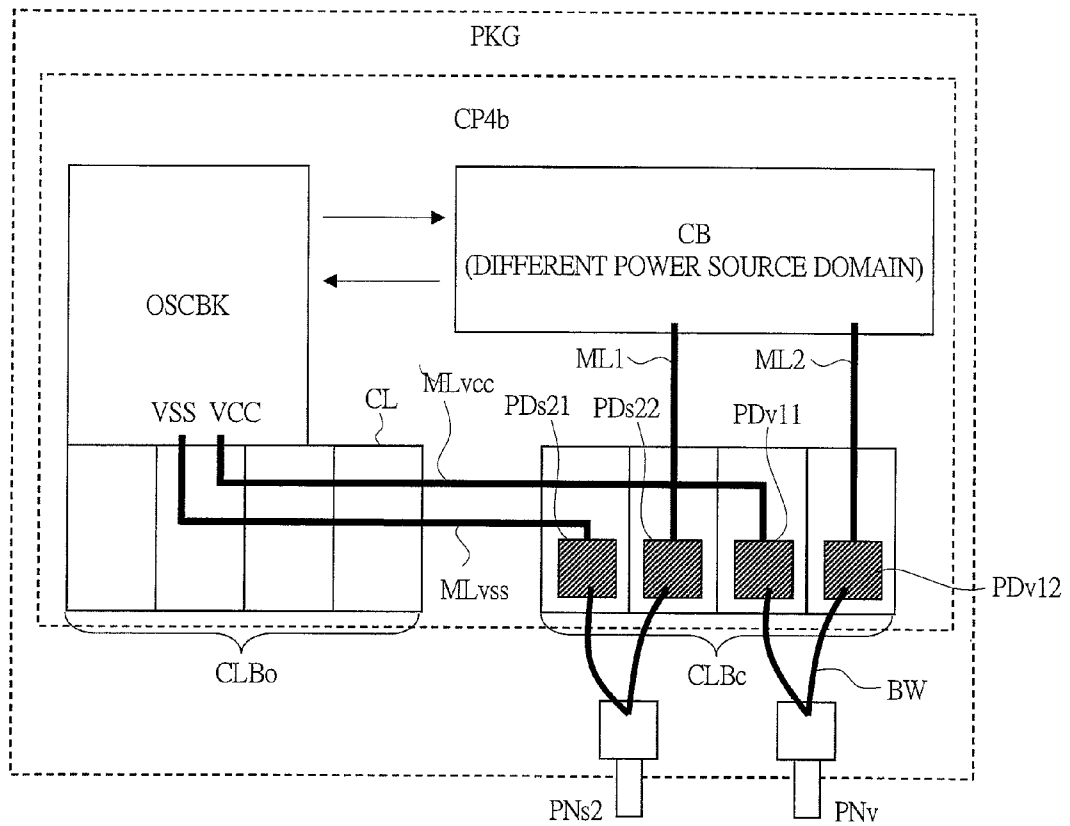 PKG
CP4b
CB
(DIFFERENT POWER SOURCE DOMAIN)
OSCBK
ML1
ML2
MLvcc
CL
PDs21
PDs22
PDv11
VSS
VCC
MLvss
PDv12
CLBo
CLBc
BW
PNs2
PNv